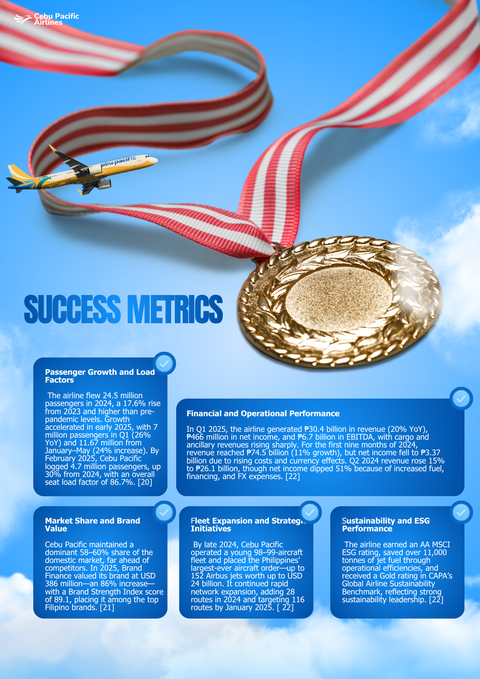 Cebu Pacific
Airlines
cebu pacific
SUCCESS METRICS
Passenger Growth and Load
Factors
The airline flew 24.5 million
passengers in 2024, a 17.6% rise
from 2023 and higher than pre-
pandemic levels. Growth
accelerated in early 2025, with 7
million passengers in Q1 (26%
YoY) and 11.67 million from
January–May (24% increase). By
February 2025, Cebu Pacific
logged 4.7 million passengers, up
30% from 2024, with an overall
seat load factor of 86.7%. [20]
Financial and Operational Performance
In Q1 2025, the airline generated ₱30.4 billion in revenue (20% YoY),
₱466 million in net income, and ₱6.7 billion in EBITDA, with cargo and
ancillary revenues rising sharply. For the first nine months of 2024,
revenue reached ₱74.5 billion (11% growth), but net income fell to ₱3.37
billion due to rising costs and currency effects. Q2 2024 revenue rose 15%
to ₱26.1 billion, though net income dipped 51% because of increased fuel,
financing, and FX expenses. [22]
Market Share and Brand
Value
Cebu Pacific maintained a
dominant 58–60% share of the
domestic market, far ahead of
competitors. In 2025, Brand
Finance valued its brand at USD
386 million—an 86% increase—
with a Brand Strength Index score
of 89.1, placing it among the top
Filipino brands. [21]
Fleet Expansion and Strategic
Initiatives
By late 2024, Cebu Pacific
operated a young 98–99-aircraft
fleet and placed the Philippines'
largest-ever aircraft order—up to
152 Airbus jets worth up to USD
24 billion. It continued rapid
network expansion, adding 28
routes in 2024 and targeting 116
routes by January 2025. [ 22]
Sustainability and ESG
Performance
The airline earned an AA MSCI
ESG rating, saved over 11,000
tonnes of jet fuel through
operational efficiencies, and
received a Gold rating in CAPA's
Global Airline Sustainability
Benchmark, reflecting strong
sustainability leadership. [22]